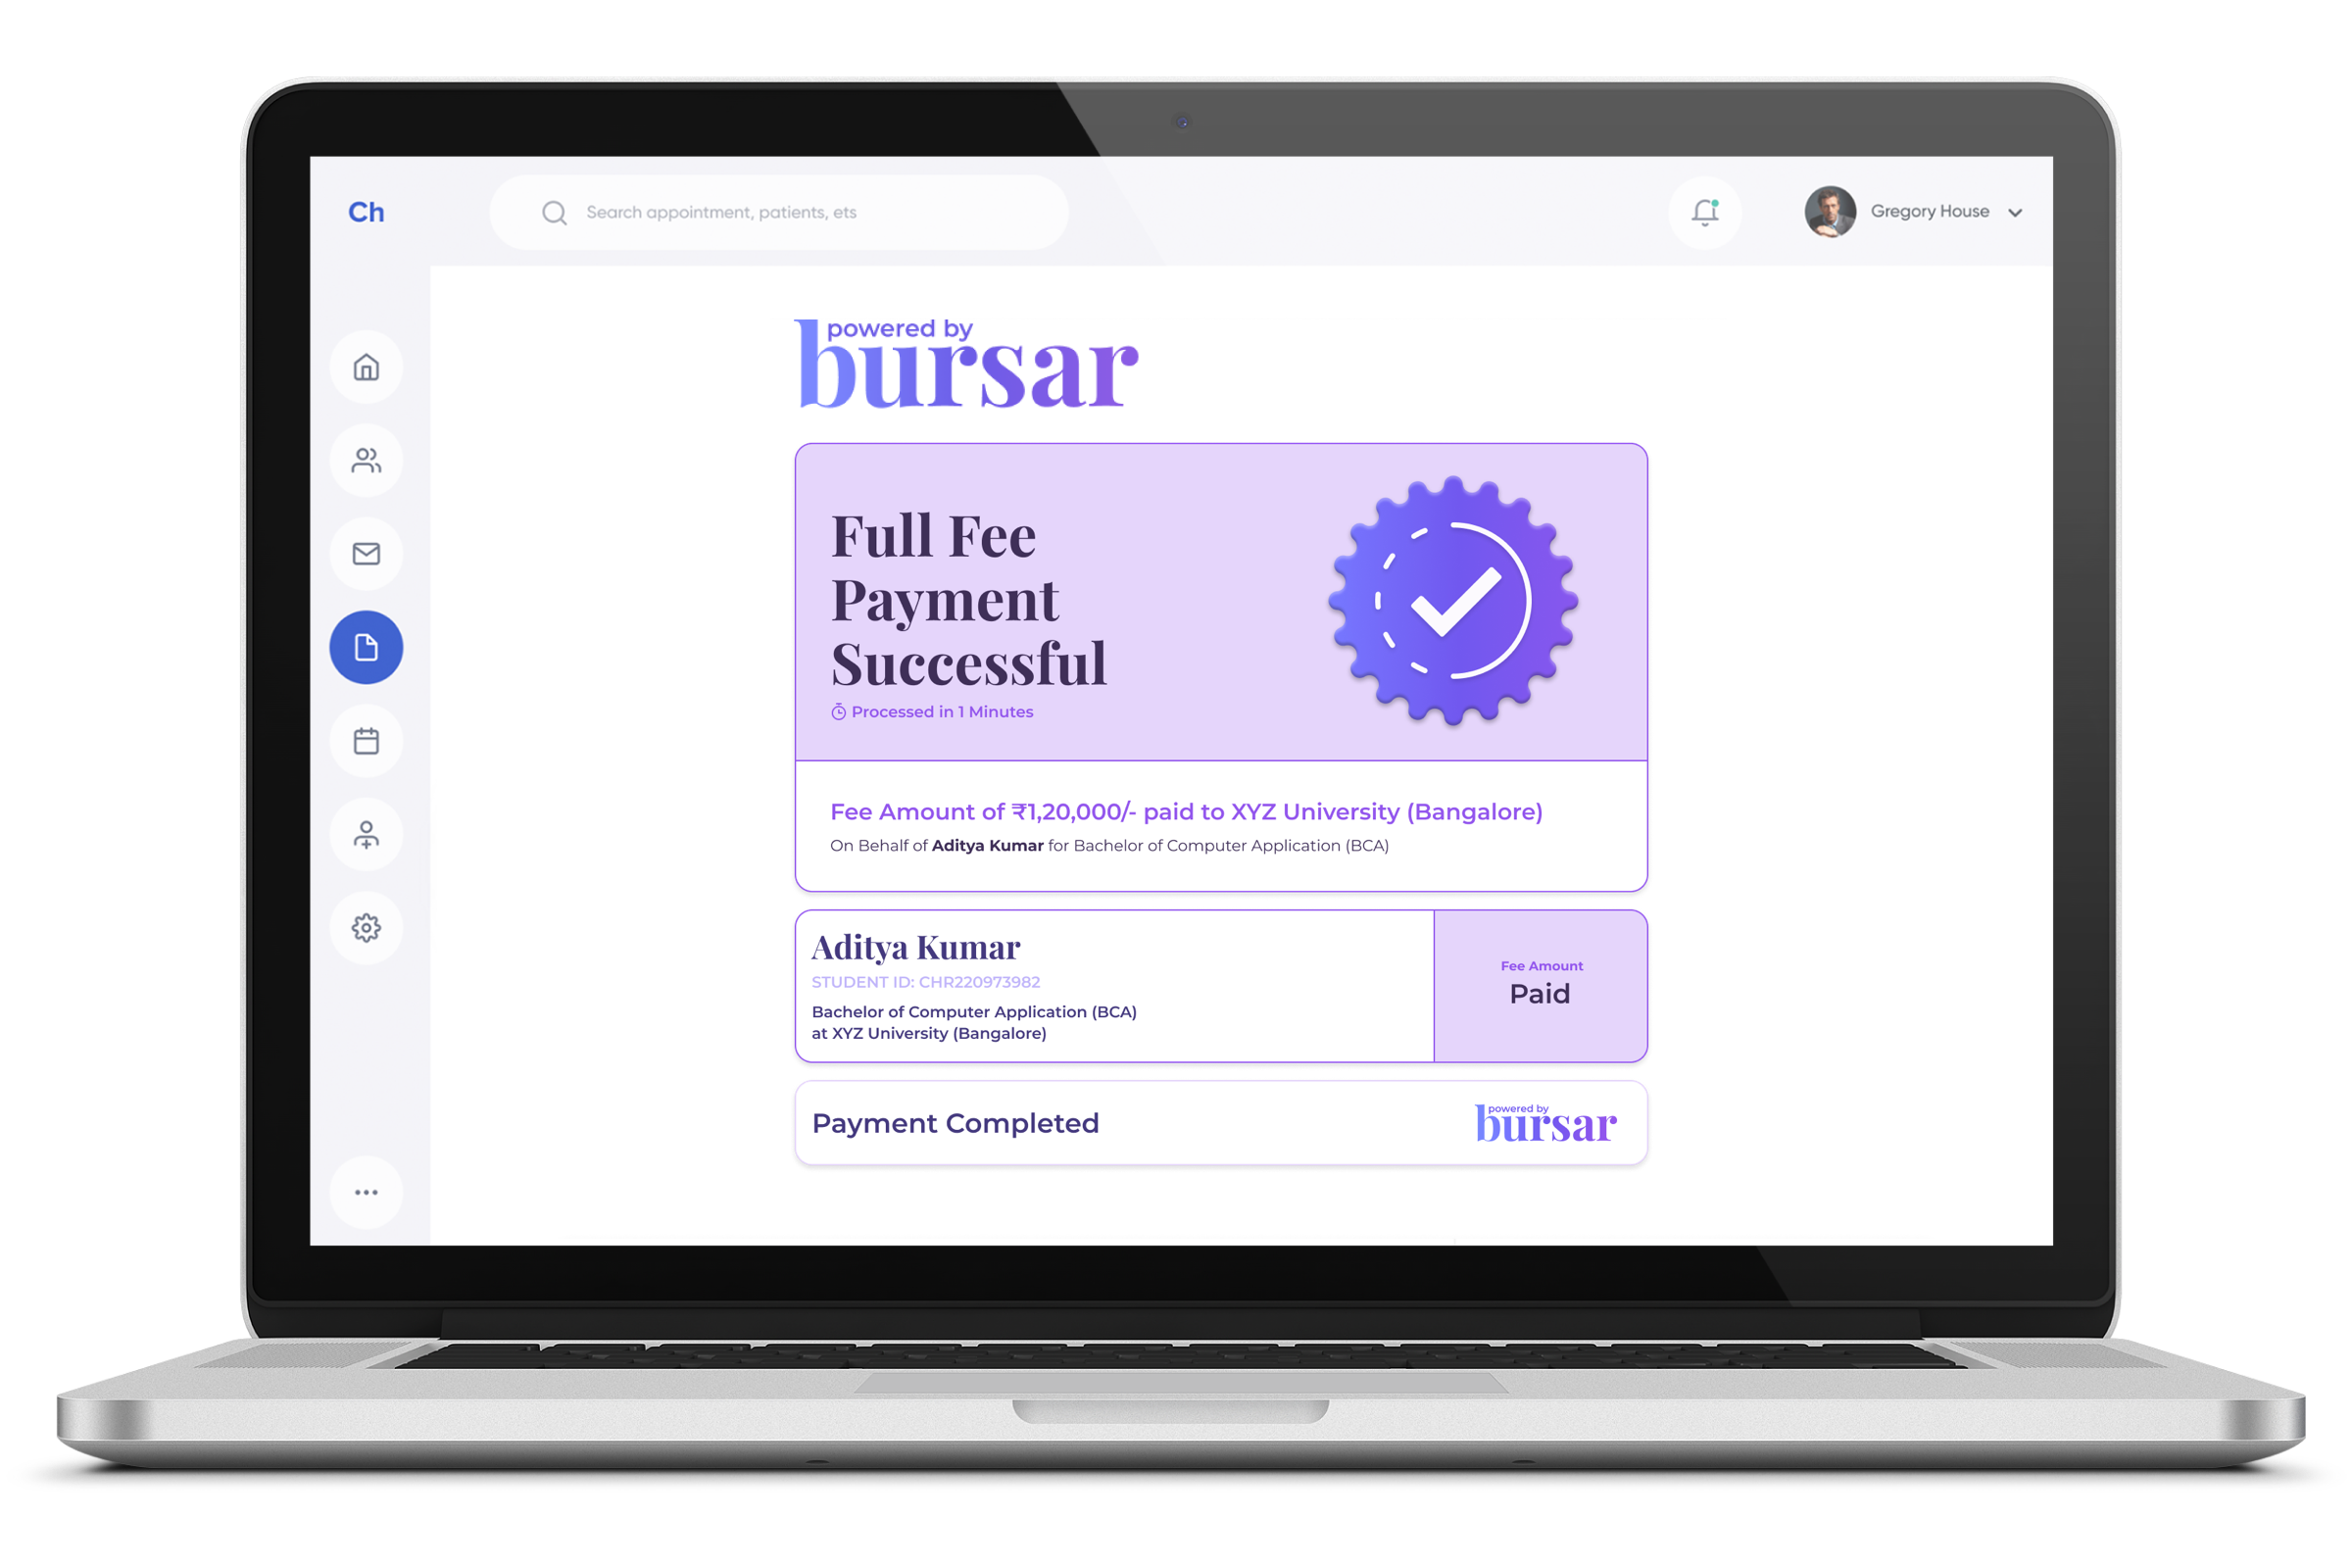 Ch
Search appointment, patients, ets
Gregory House
powered by
bursar
Full Fee
Payment
Successful
Processed in 1 Minutes
Fee Amount of ₹1,20,000/- paid to XYZ University (Bangalore)
On Behalf of Aditya Kumar for Bachelor of Computer Application (BCA)
Aditya Kumar
STUDENT ID: CHR220973982
Bachelor of Computer Application (BCA)
at XYZ University (Bangalore)
Fee Amount
Paid
Payment Completed
powered by
bursar